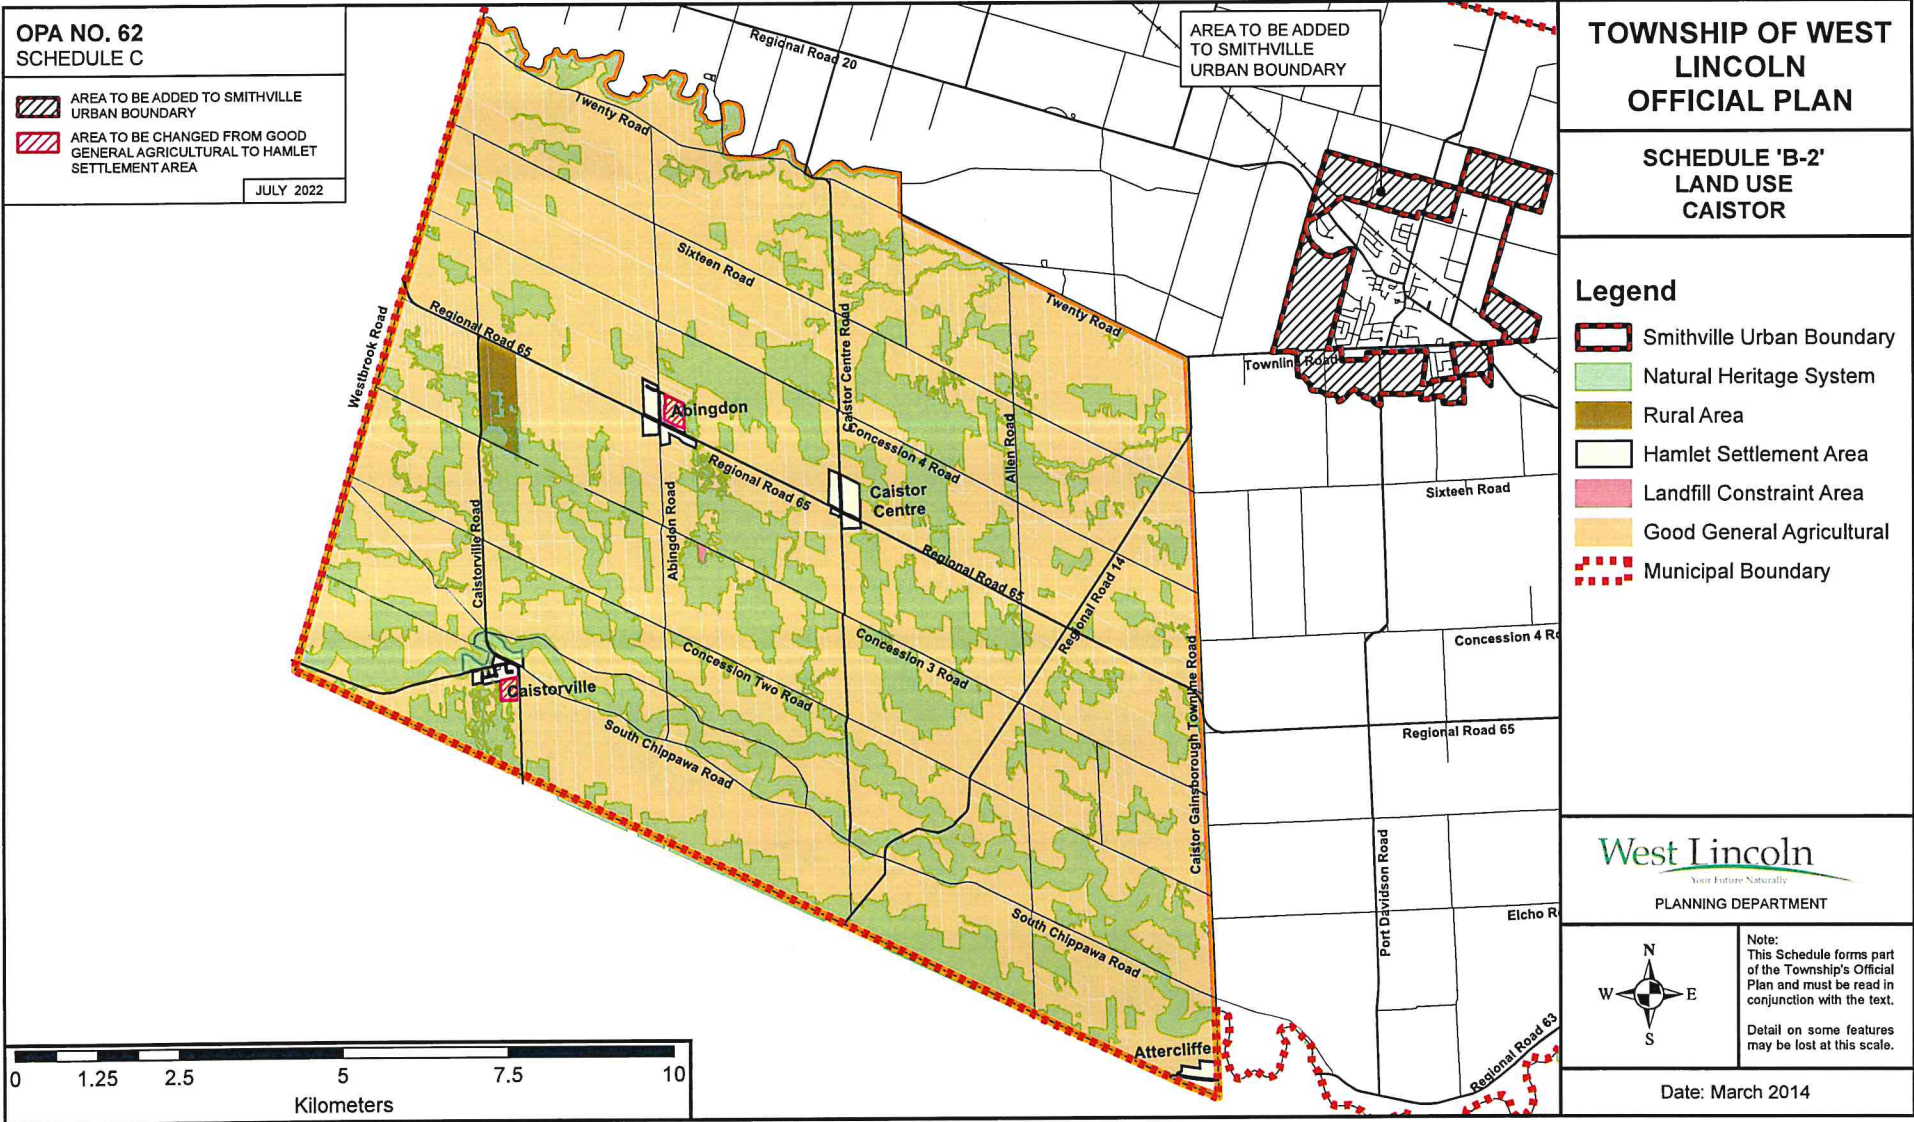 OPA NO. 62
SCHEDULE C
AREA TO BE ADDED TO SMITHVILLE
URBAN BOUNDARY
AREA TO BE CHANGED FROM GOOD
GENERAL AGRICULTURAL TO HAMLET
SETTLEMENT AREA
JULY 2022
AREA TO BE ADDED
TO SMITHVILLE
URBAN BOUNDARY
Regional Road 20
Twenty Road
Sixteen Road
Twenty Road
Regional Road 65
Westbrook Road
Caistor Centre Road
Townline Road
Abingdon
Concession 4 Road
Allen Road
Regional Road 65
Caistor
Centre
Sixteen Road
Caistorville Road
Abingdon Road
Regional Road 65
Regional Road 14
Concession 3 Road
Concession Two Road
Concession 4 Ro
Caistor Gainsborough Townline Road
Caistorville
South Chippawa Road
Regional Road 65
Port Davidson Road
South Chippawa Road
Elcho R
Attercliffe
Regional Road 63
0 1.25 2.5 5 7.5 10
Kilometers
TOWNSHIP OF WEST
LINCOLN
OFFICIAL PLAN
SCHEDULE 'B-2'
LAND USE
CAISTOR
Legend
Smithville Urban Boundary
Natural Heritage System
Rural Area
Hamlet Settlement Area
Landfill Constraint Area
Good General Agricultural
Municipal Boundary
West Lincoln
Your Future Naturally
PLANNING DEPARTMENT
N
W E
S
Note:
This Schedule forms part
of the Township's Official
Plan and must be read in
conjunction with the text.
Detail on some features
may be lost at this scale.
Date: March 2014